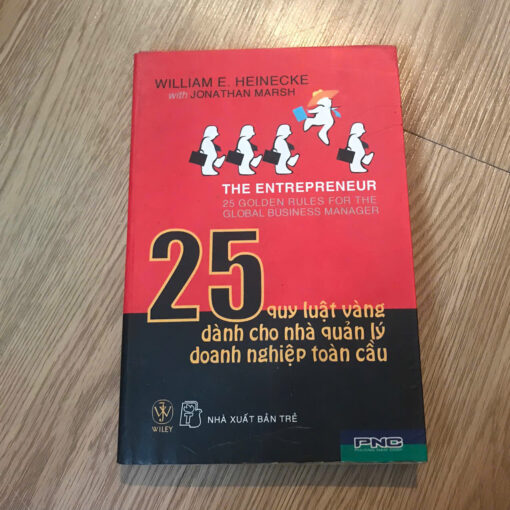 WILLIAM E. HEINECKE
with JONATHAN MARSH
THE ENTREPRENEUR
25 GOLDEN RULES FOR THE
GLOBAL BUSINESS MANAGER
25 quy luật vàng
dành cho nhà quản lý
doanh nghiệp toàn cầu
WILEY
NHÀ XUẤT BẢN TRẺ
PNC